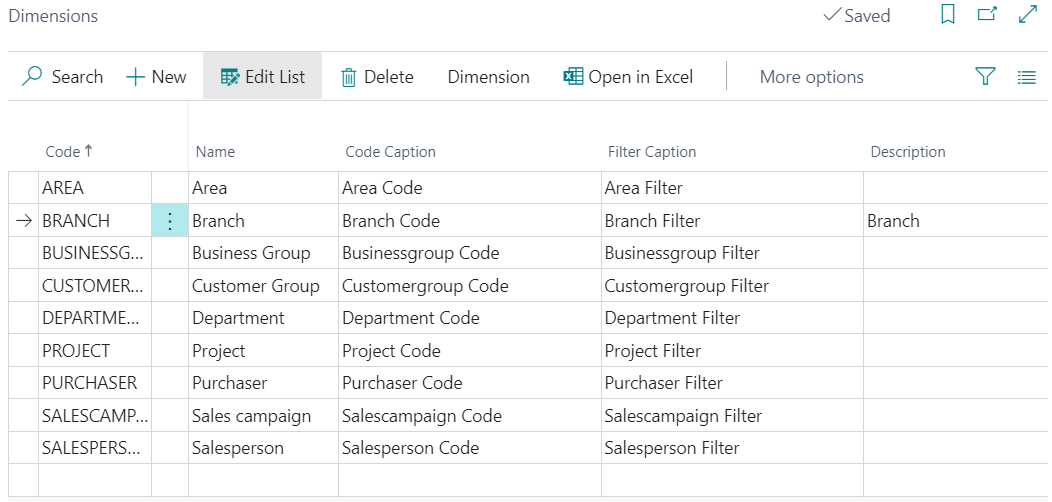 Dimensions Saved
Search New Edit List Delete Dimension Open in Excel More options
Code Name Code Caption Filter Caption Description
AREA Area Area Code Area Filter
BRANCH Branch Branch Code Branch Filter Branch
BUSINESSG... Business Group Businessgroup Code Businessgroup Filter
CUSTOMER... Customer Group Customergroup Code Customergroup Filter
DEPARTME... Department Department Code Department Filter
PROJECT Project Project Code Project Filter
PURCHASER Purchaser Purchaser Code Purchaser Filter
SALESCAMP... Sales campaign Salescampaign Code Salescampaign Filter
SALESPERS... Salesperson Salesperson Code Salesperson Filter